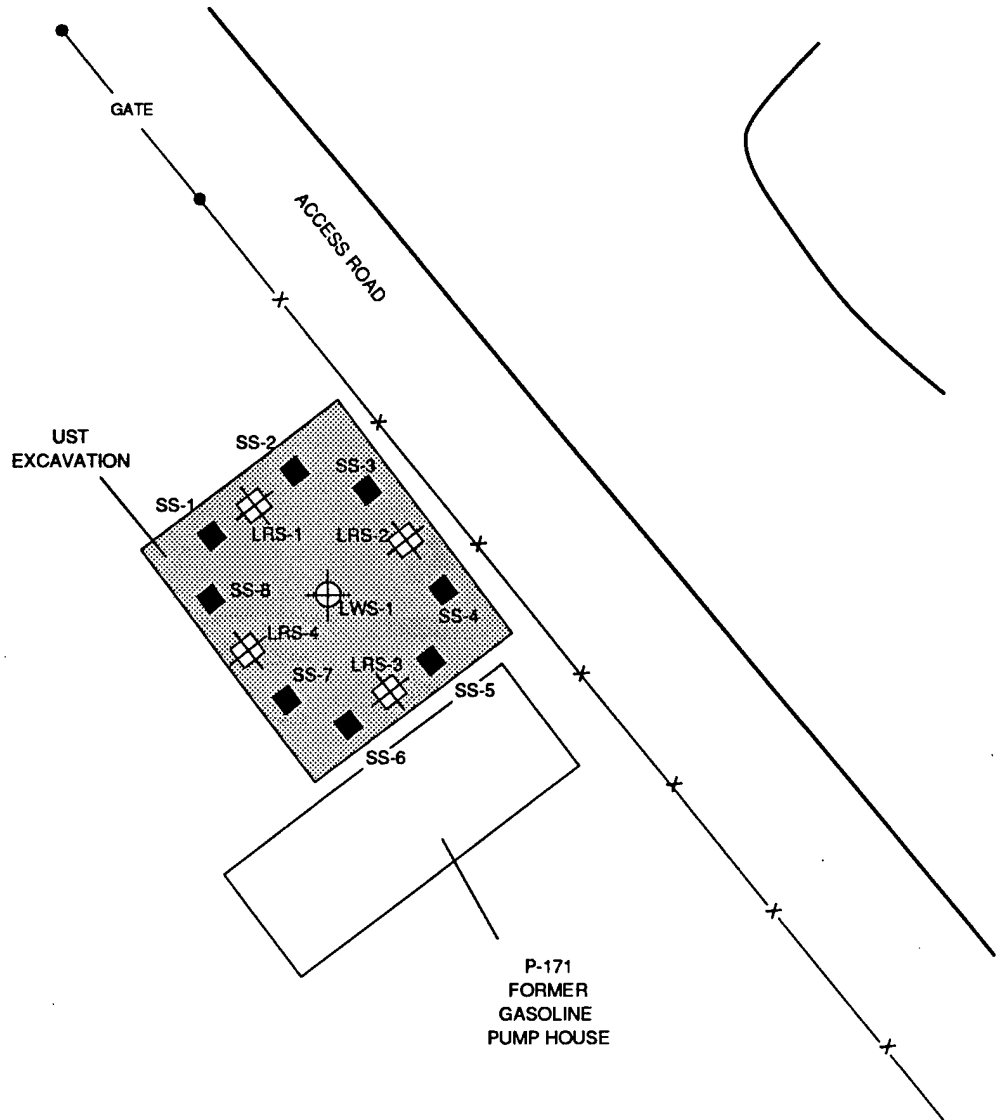 GATE
ACCESS ROAD
UST
EXCAVATION
SS-2
SS-3
SS-1
LRS-1
LRS-2
SS-8
LWS-1
SS-4
LRS-4
LRS-3
SS-7
SS-5
SS-6
P-171
FORMER
GASOLINE
PUMP HOUSE